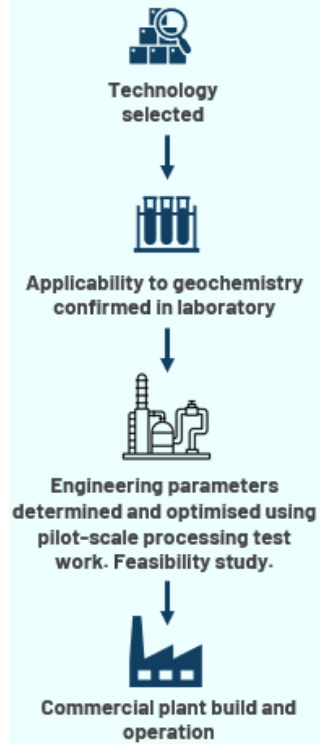 Technology
selected
Applicability to geochemistry
confirmed in laboratory
Engineering parameters
determined and optimised using
pilot-scale processing test
work. Feasibility study.
Commercial plant build and
operation